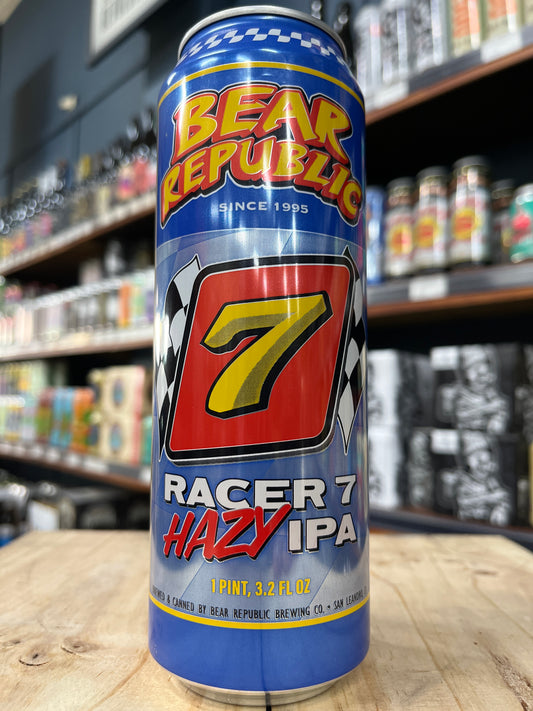 BEAR
REPUBLIC
SINCE 1995
7
RACER 7
HAZY IPA
1 PINT, 3.2 FL OZ
& CANNED BY BEAR REPUBLIC BREWING CO. • SAN LEANDRO,